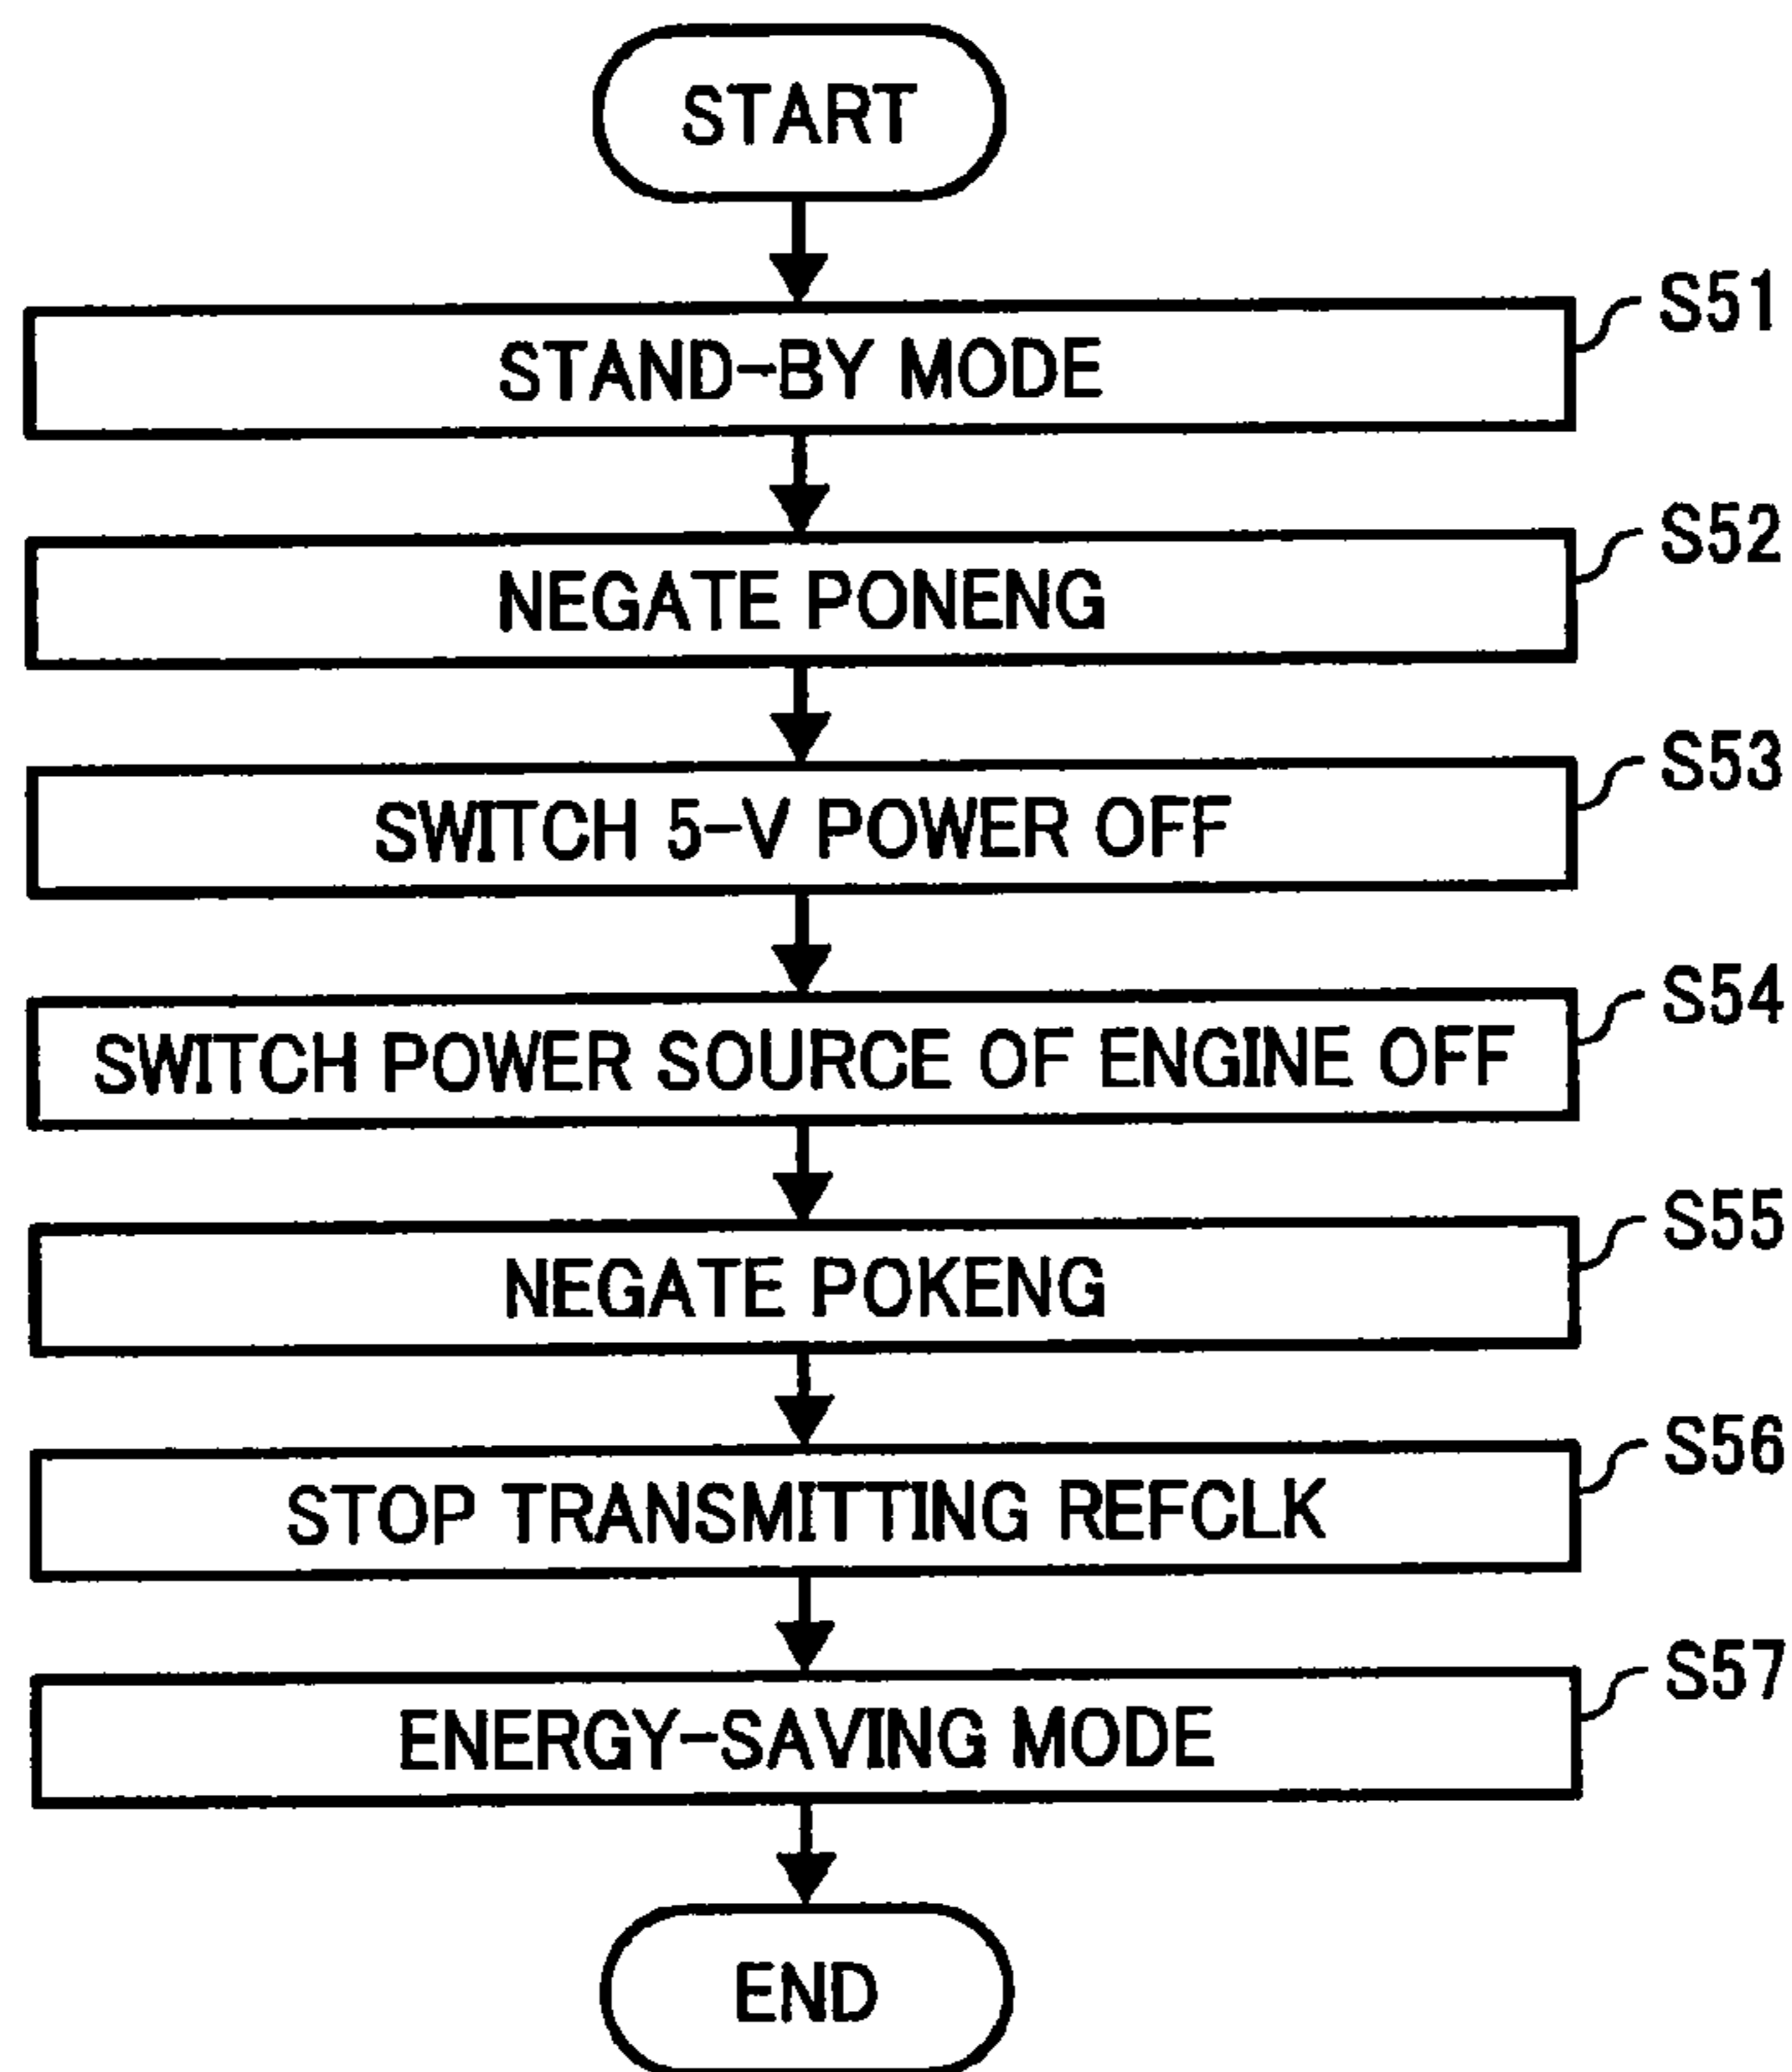 START
STAND-BY MODE
S51
NEGATE PONENG
S52
SWITCH 5-V POWER OFF
S53
SWITCH POWER SOURCE OF ENGINE OFF
S54
NEGATE POKENG
S55
STOP TRANSMITTING REFCLK
S56
ENERGY-SAVING MODE
S57
END